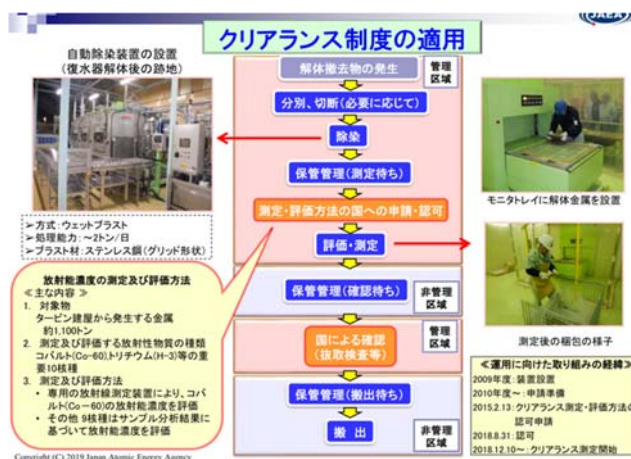 JAEA
クリアランス制度の適用
自動除染装置の設置
(復水器解体後の跡地)
➢方式:ウェットブラスト
➢処理能力:~2トン/日
➢ブラスト材:ステンレス鋼(グリッド形状)
放射能濃度の測定及び評価方法
≪主な内容 ≫
1. 対象物
タービン建屋から発生する金属
約1,100トン
2. 測定及び評価する放射性物質の種類
コバルト(Co-60),トリチウム(H-3)等の重
要10核種
3. 測定及び評価方法
・ 専用の放射線測定装置により、コバ
ルト(Co-60)の放射能濃度を評価
・ その他 9核種はサンプル分析結果に
基づいて放射能濃度を評価
解体撤去物の発生
管理
区域
分別、切断(必要に応じて)
除染
保管管理(測定待ち)
測定・評価方法の国への申請・認可
評価・測定
保管管理(確認待ち)
非管理
区域
国による確認
(抜取検査等)
管理
区域
保管管理(搬出待ち)
搬 出
非管理
区域
モニタトレイに解体金属を設置
測定後の梱包の様子
≪運用に向けた取り組みの経緯≫
2009年度:装置設置
2010年度~:申請準備
2015.2.13:クリアランス測定・評価方法の
認可申請
2018.8.31:認可
2018.12.10~:クリアランス測定開始
Copyright (C) 2019 Japan Atomic Energy Agency